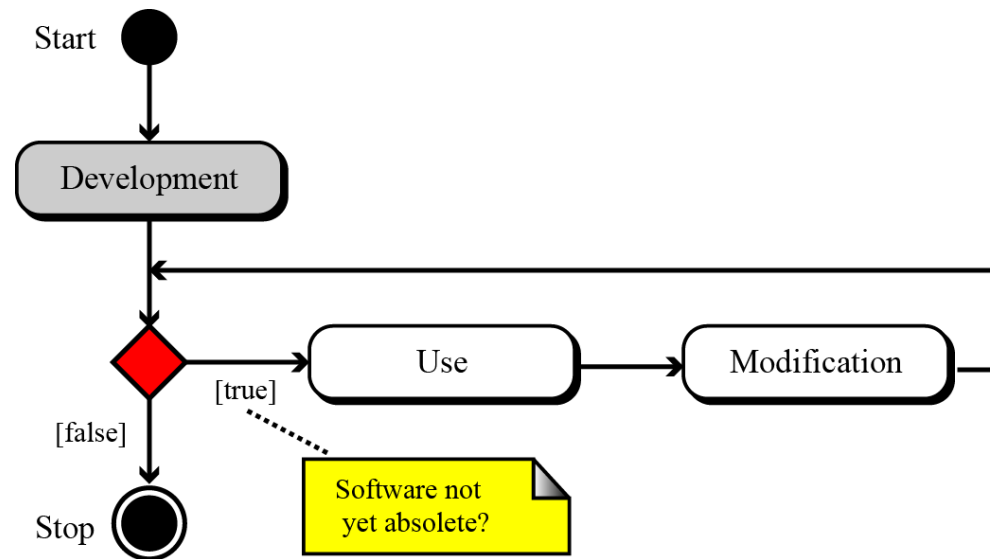 Start
Development
Use
Modification
[true]
[false]
Software not
yet absolete?
Stop